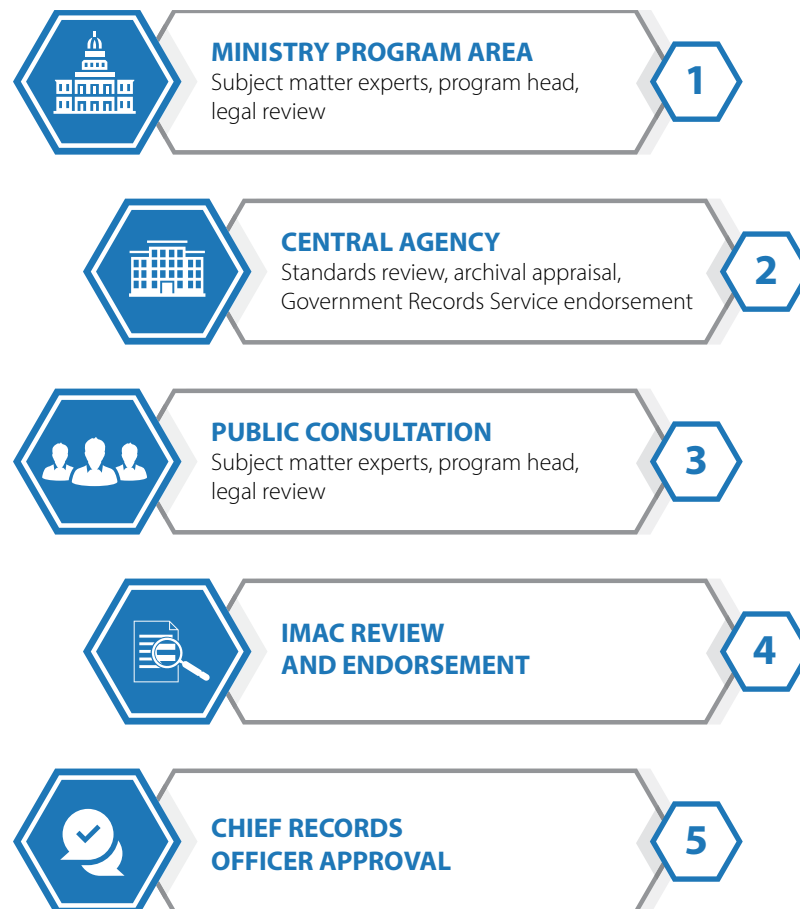 MINISTRY PROGRAM AREA
Subject matter experts, program head,
legal review
1
CENTRAL AGENCY
Standards review, archival appraisal,
Government Records Service endorsement
2
PUBLIC CONSULTATION
Subject matter experts, program head,
legal review
3
IMAC REVIEW
AND ENDORSEMENT
4
CHIEF RECORDS
OFFICER APPROVAL
5